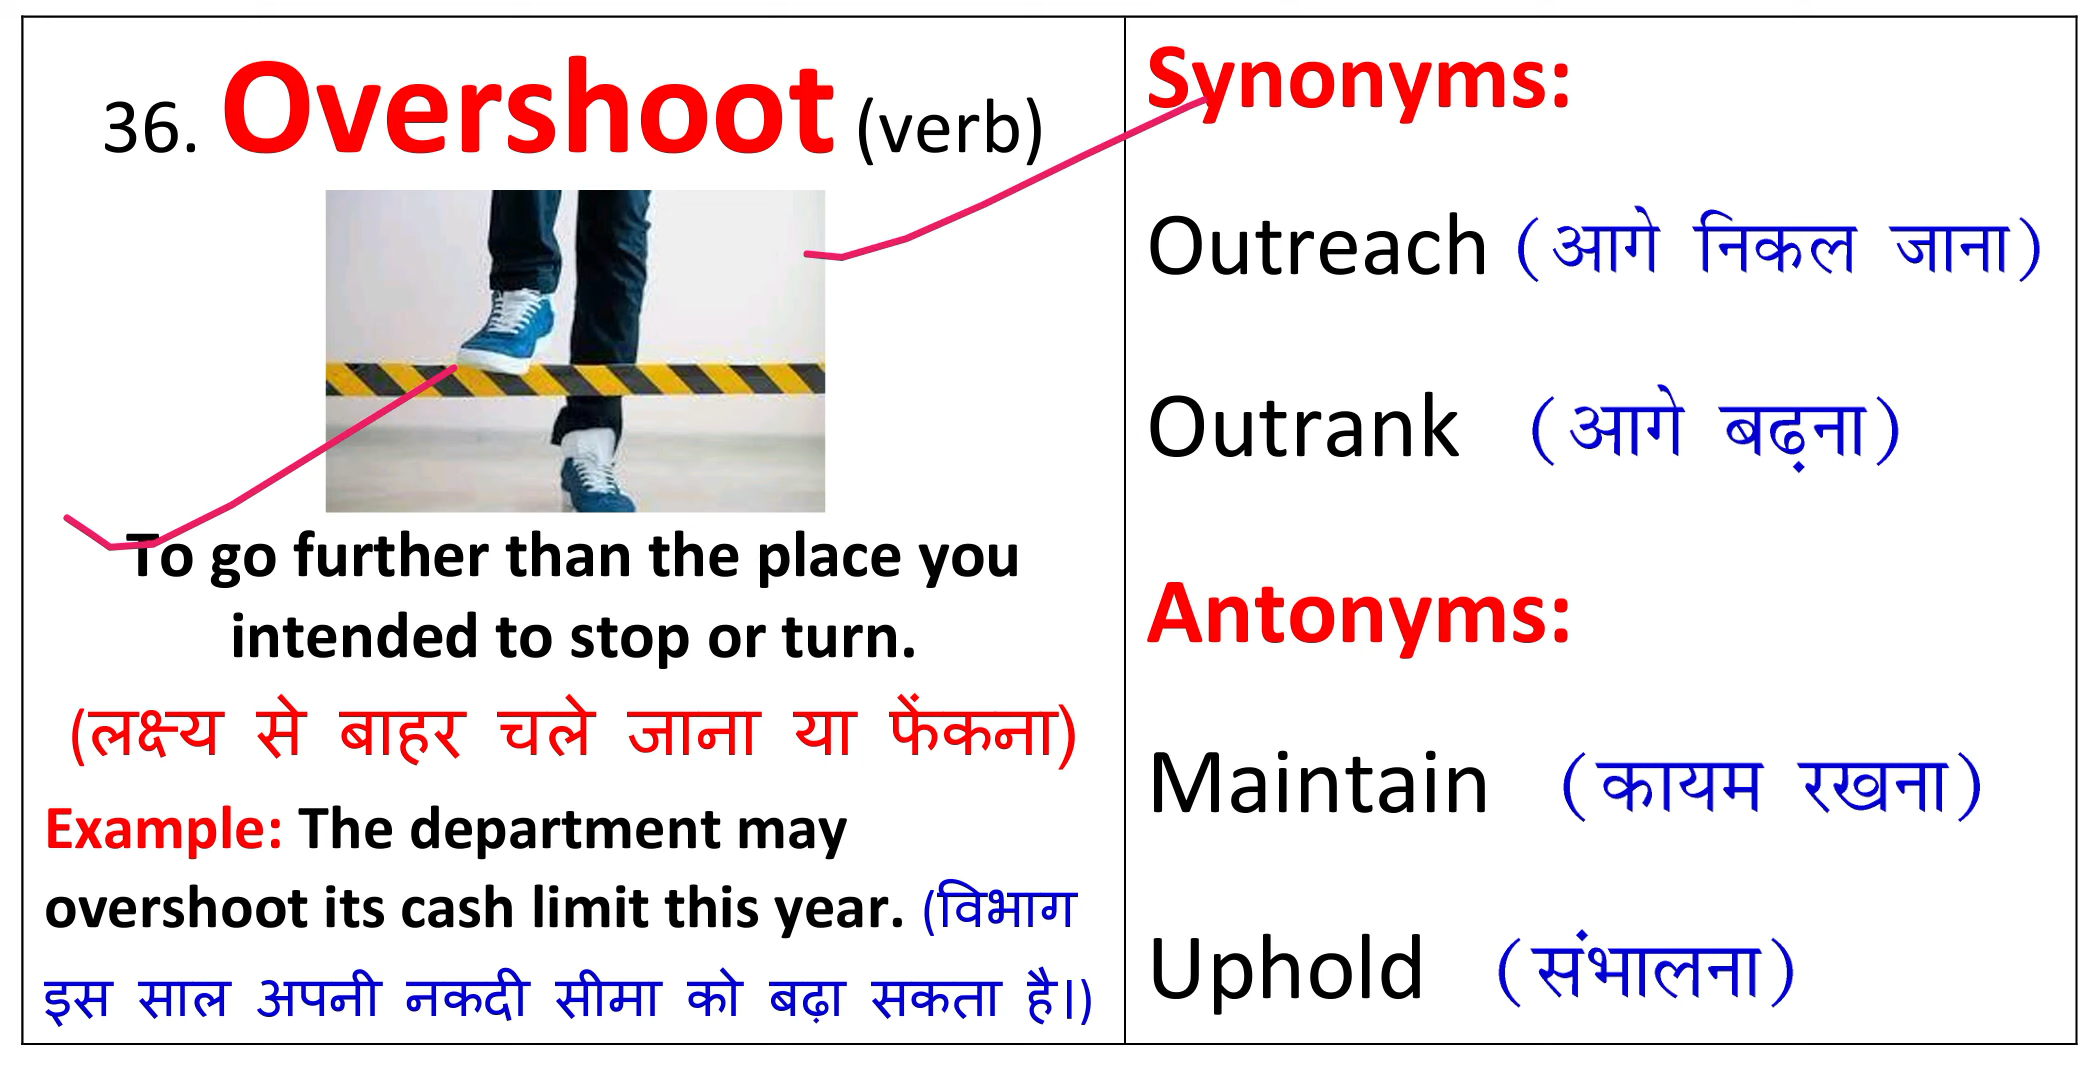 36. Overshoot (verb)
To go further than the place you
intended to stop or turn.
(लक्ष्य से बाहर चले जाना या फेंकना)
Example: The department may
overshoot its cash limit this year. (विभाग
इस साल अपनी नकदी सीमा को बढ़ा सकता है।)
Synonyms:
Outreach (आगे निकल जाना)
Outrank (आगे बढ़ना)
Antonyms:
Maintain (कायम रखना)
Uphold (संभालना)